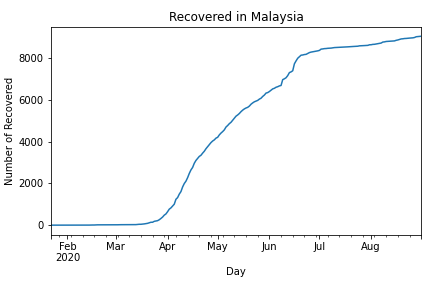 Recovered in Malaysia
Number of Recovered
8000
6000
4000
2000
0
Feb Mar Apr May Jun Jul Aug
2020
Day